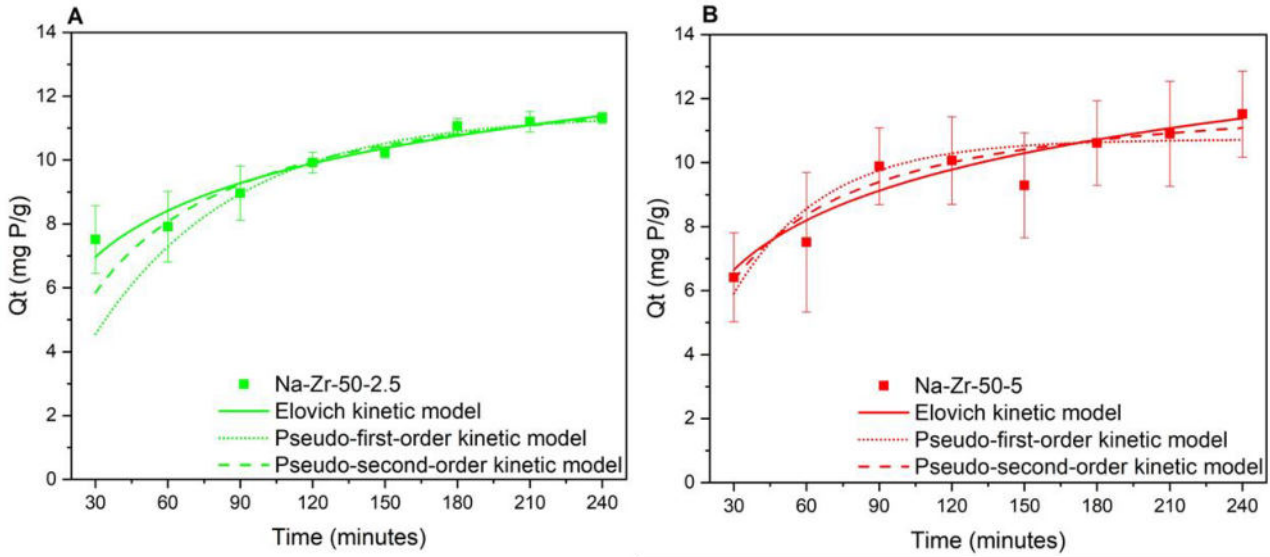 A
14
12
10
8
6
4
2
0
Qt (mg P/g)
Na-Zr-50-2.5
Elovich kinetic model
Pseudo-first-order kinetic model
Pseudo-second-order kinetic model
30 60 90 120 150 180 210 240
Time (minutes)
B
14
12
10
8
6
4
2
0
Qt (mg P/g)
Na-Zr-50-5
Elovich kinetic model
Pseudo-first-order kinetic model
Pseudo-second-order kinetic model
30 60 90 120 150 180 210 240
Time (minutes)